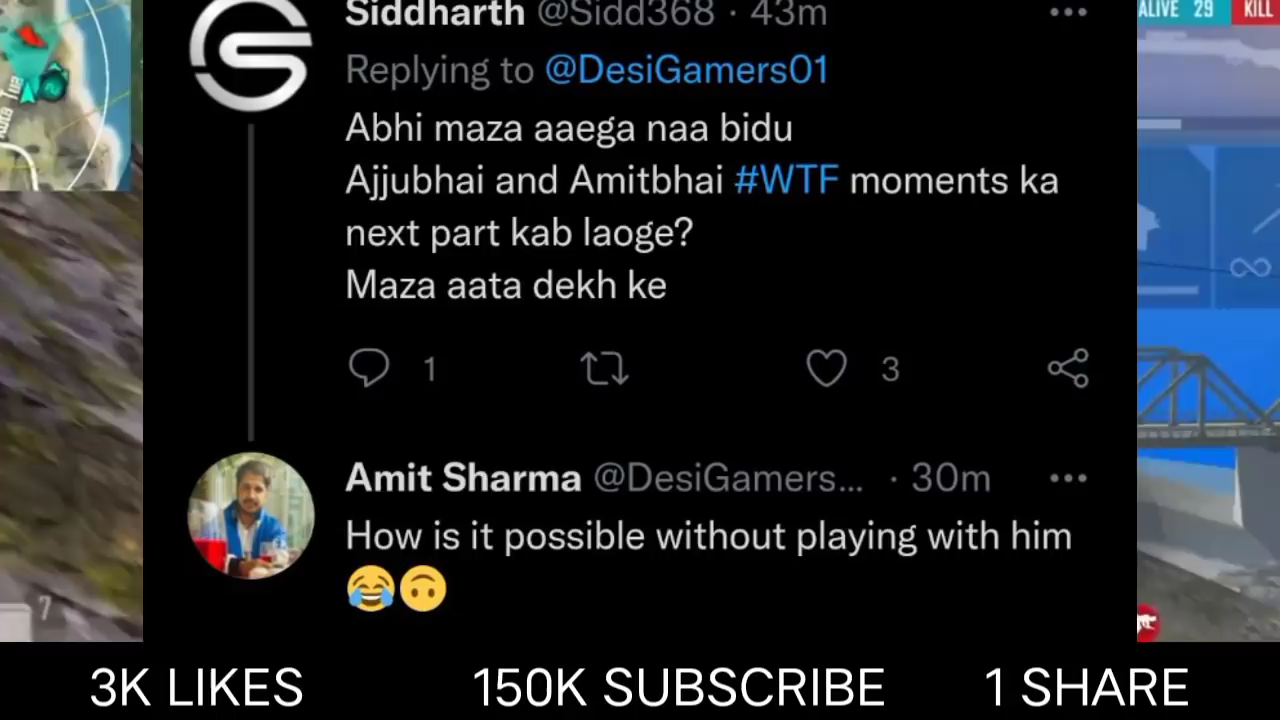 ALIVE 29 KILL
Siddharth @Sidd368 · 43m
Replying to @DesiGamers01
Abhi maza aaega naa bidu
Ajjubhai and Amitbhai #WTF moments ka
next part kab laoge?
Maza aata dekh ke
1 3
Amit Sharma @DesiGamers... · 30m
How is it possible without playing with him
😂🙃
7
3K LIKES 150K SUBSCRIBE 1 SHARE